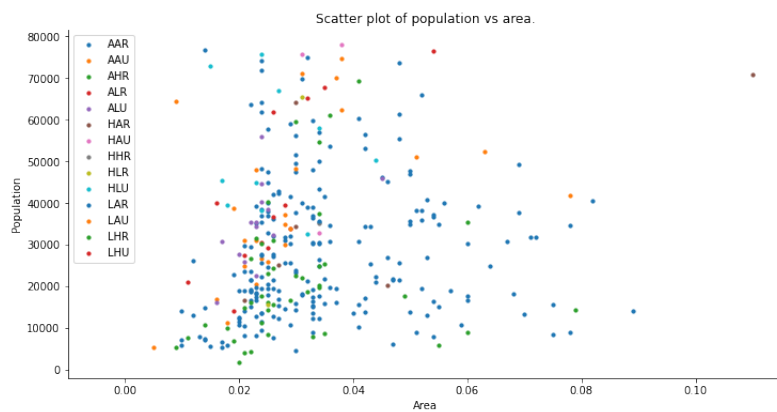 Scatter plot of population vs area.
80000
70000
60000
50000
40000
30000
20000
10000
0
Population
AAR
AAU
AHR
ALR
ALU
HAR
HAU
HHR
HLR
HLU
LAR
LAU
LHR
LHU
0.00 0.02 0.04 0.06 0.08 0.10
Area